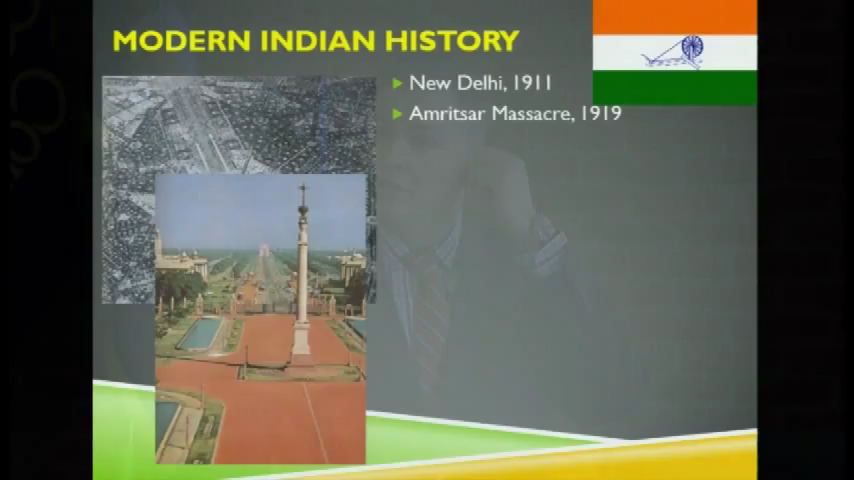 MODERN INDIAN HISTORY
New Delhi, 1911
Amritsar Massacre, 1919